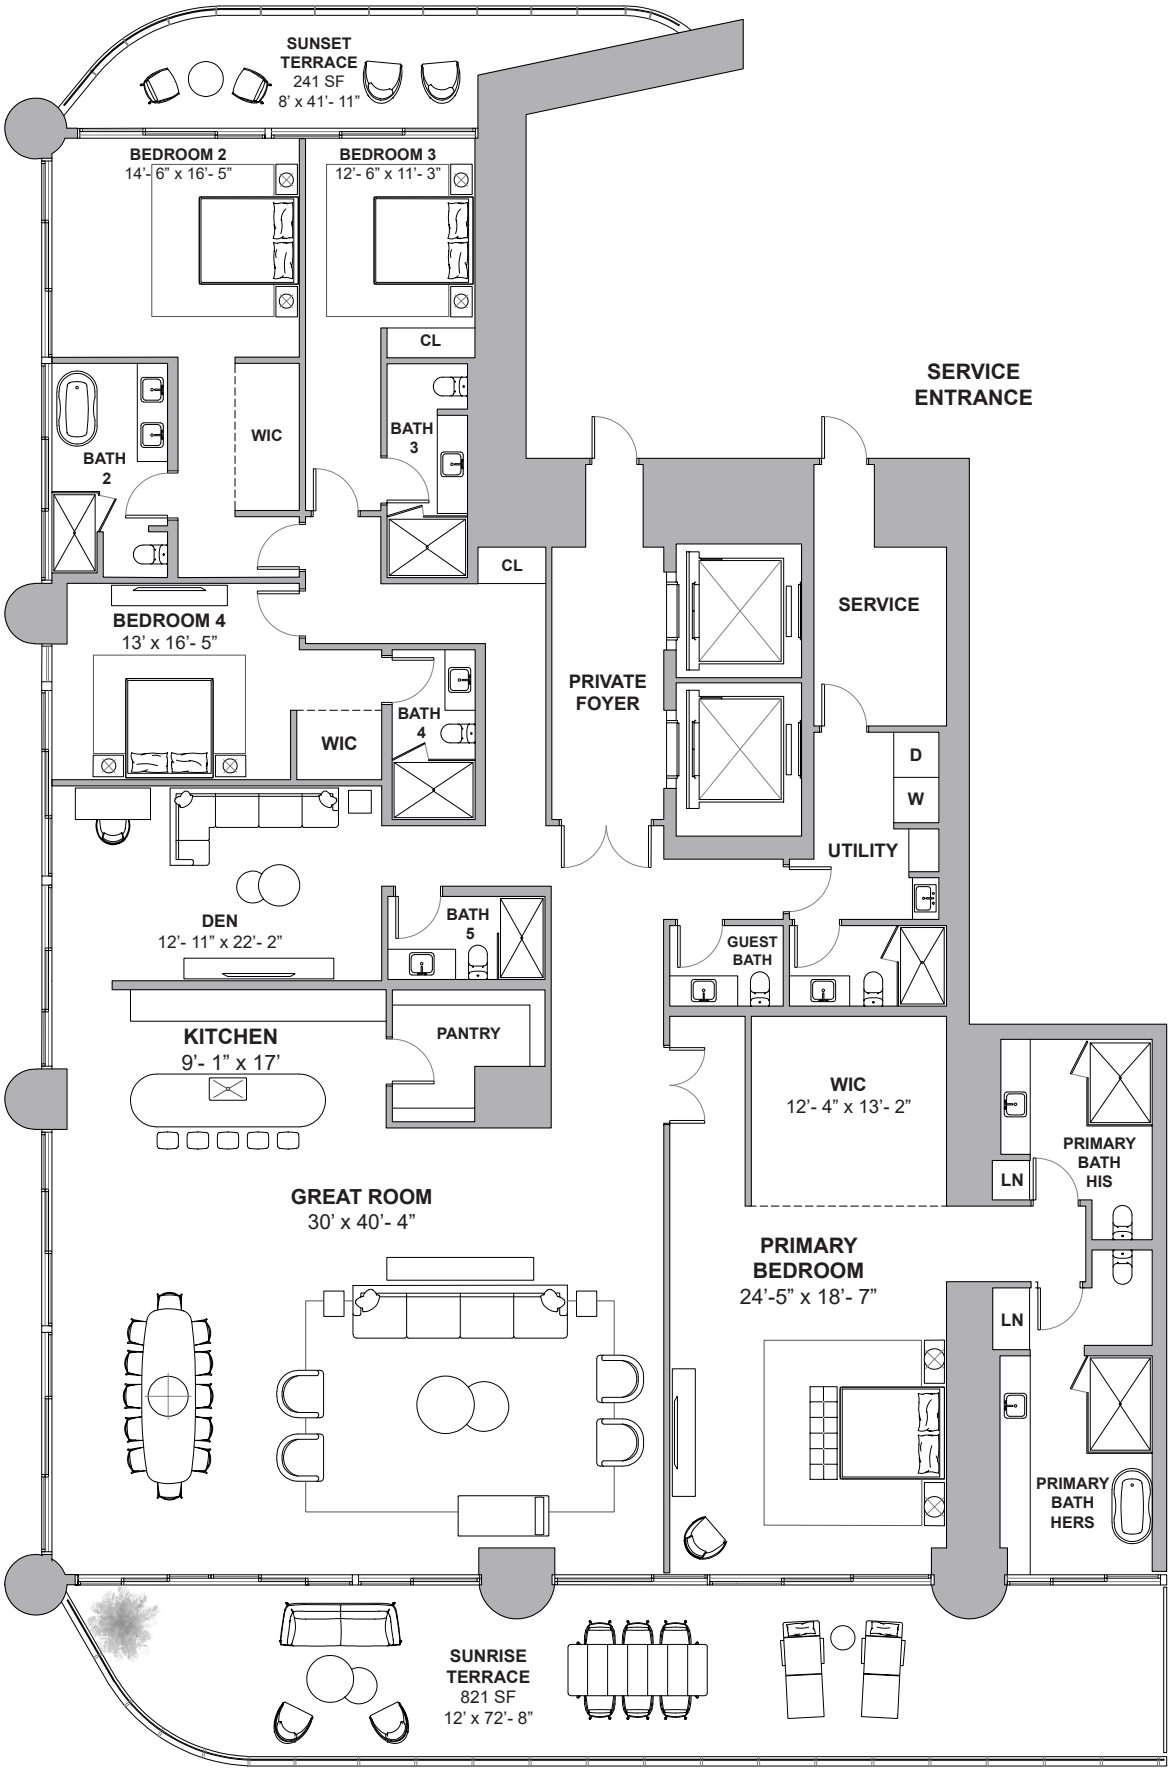 SUNSET
TERRACE
241 SF
8’ x 41’- 11”
BEDROOM 2
14’- 6” x 16’- 5”
BEDROOM 3
12’- 6” x 11’- 3”
CL
SERVICE
ENTRANCE
WIC
BATH
3
BATH
2
CL
SERVICE
BEDROOM 4
13’ x 16’- 5”
PRIVATE
FOYER
BATH
4
WIC
D
W
UTILITY
DEN
12’- 11” x 22’- 2”
BATH
5
GUEST
BATH
KITCHEN
9’- 1” x 17’
PANTRY
WIC
12’- 4” x 13’- 2”
PRIMARY
BATH
HIS
LN
GREAT ROOM
30’ x 40’- 4”
PRIMARY
BEDROOM
24’-5” x 18’- 7”
LN
PRIMARY
BATH
HERS
SUNRISE
TERRACE
821 SF
12’ x 72’- 8”